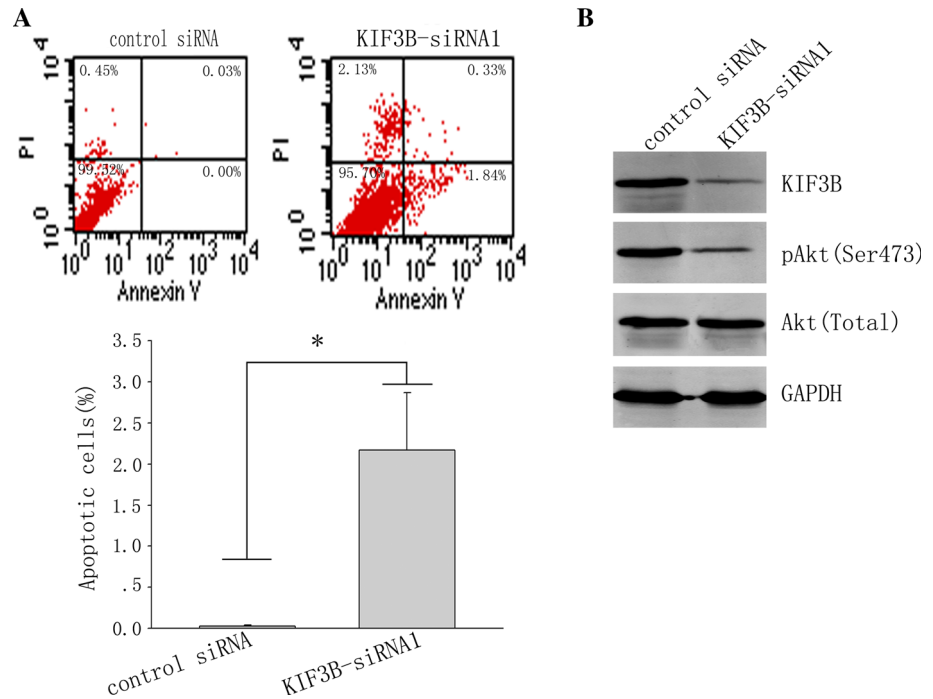 A
control siRNA
KIF3B-siRNA1
10^4
0.45%
0.03%
PI
99.52%
0.00%
10^0
10^0 10^1 10^2 10^3 10^4
Annexin V
10^4
2.13%
0.33%
PI
95.70%
1.84%
10^0
10^0 10^1 10^2 10^3 10^4
Annexin V
Apoptotic cells(%)
3.5
3.0
2.5
2.0
1.5
1.0
.5
0.0
*
control siRNA
KIF3B-siRNA1
B
control siRNA
KIF3B-siRNA1
KIF3B
pAkt(Ser473)
Akt(Total)
GAPDH